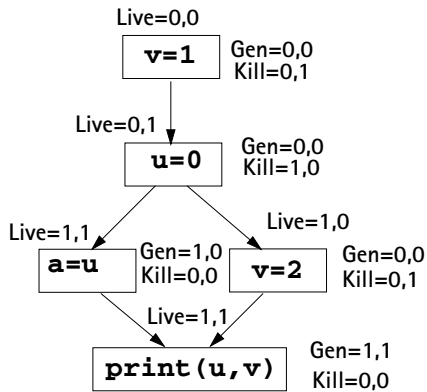 Live=0,0
v=1
Gen=0,0
Kill=0,1
Live=0,1
u=0
Gen=0,0
Kill=1,0
Live=1,1
Live=1,0
a=u
Gen=1,0
Kill=0,0
v=2
Gen=0,0
Kill=0,1
Live=1,1
print(u,v)
Gen=1,1
Kill=0,0